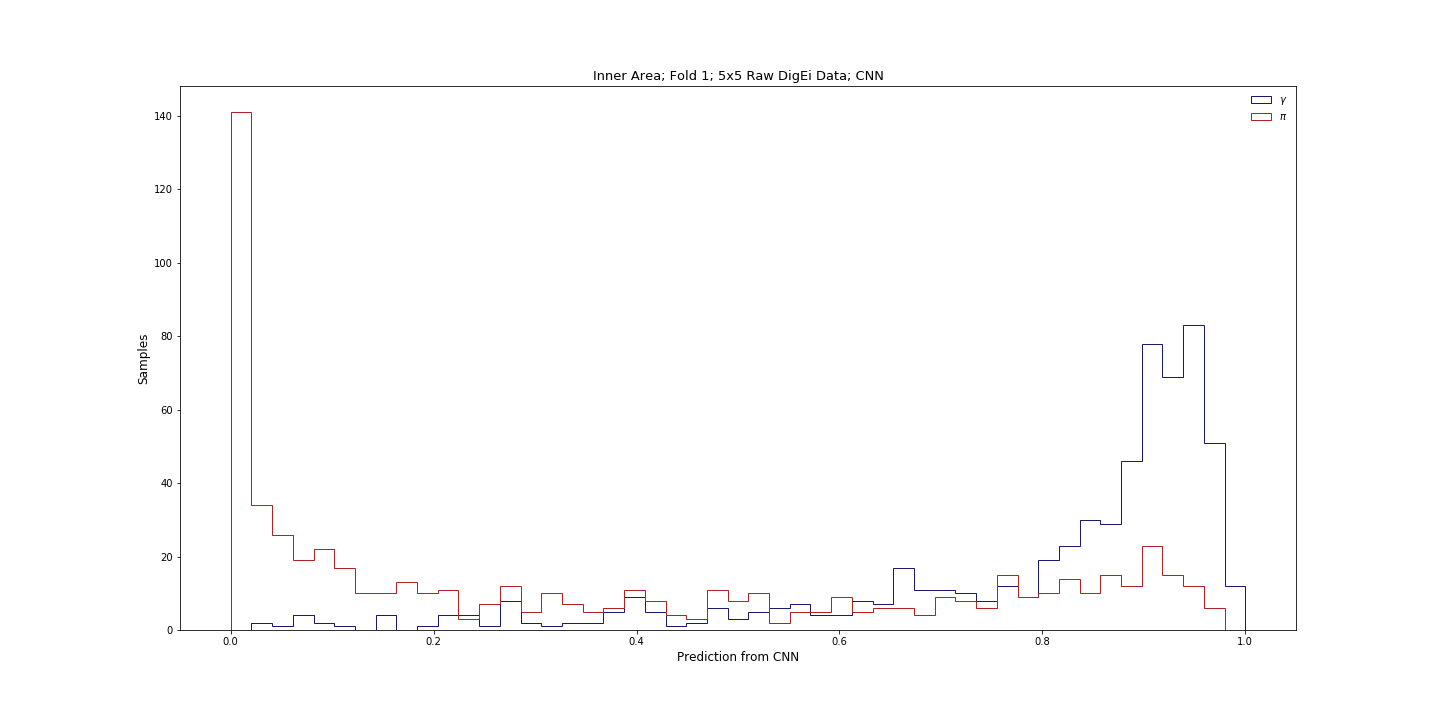 Inner Area; Fold 1; 5x5 Raw DigEi Data; CNN
γ
π
140
120
100
80
60
40
20
0
Samples
0.0 0.2 0.4 0.6 0.8 1.0
Prediction from CNN